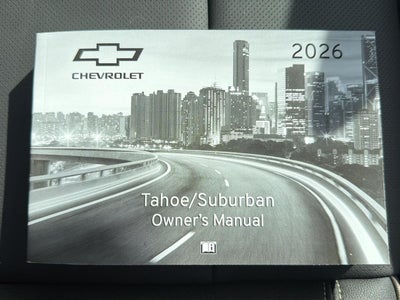 CHEVROLET
2026
Tahoe/Suburban
Owner's Manual